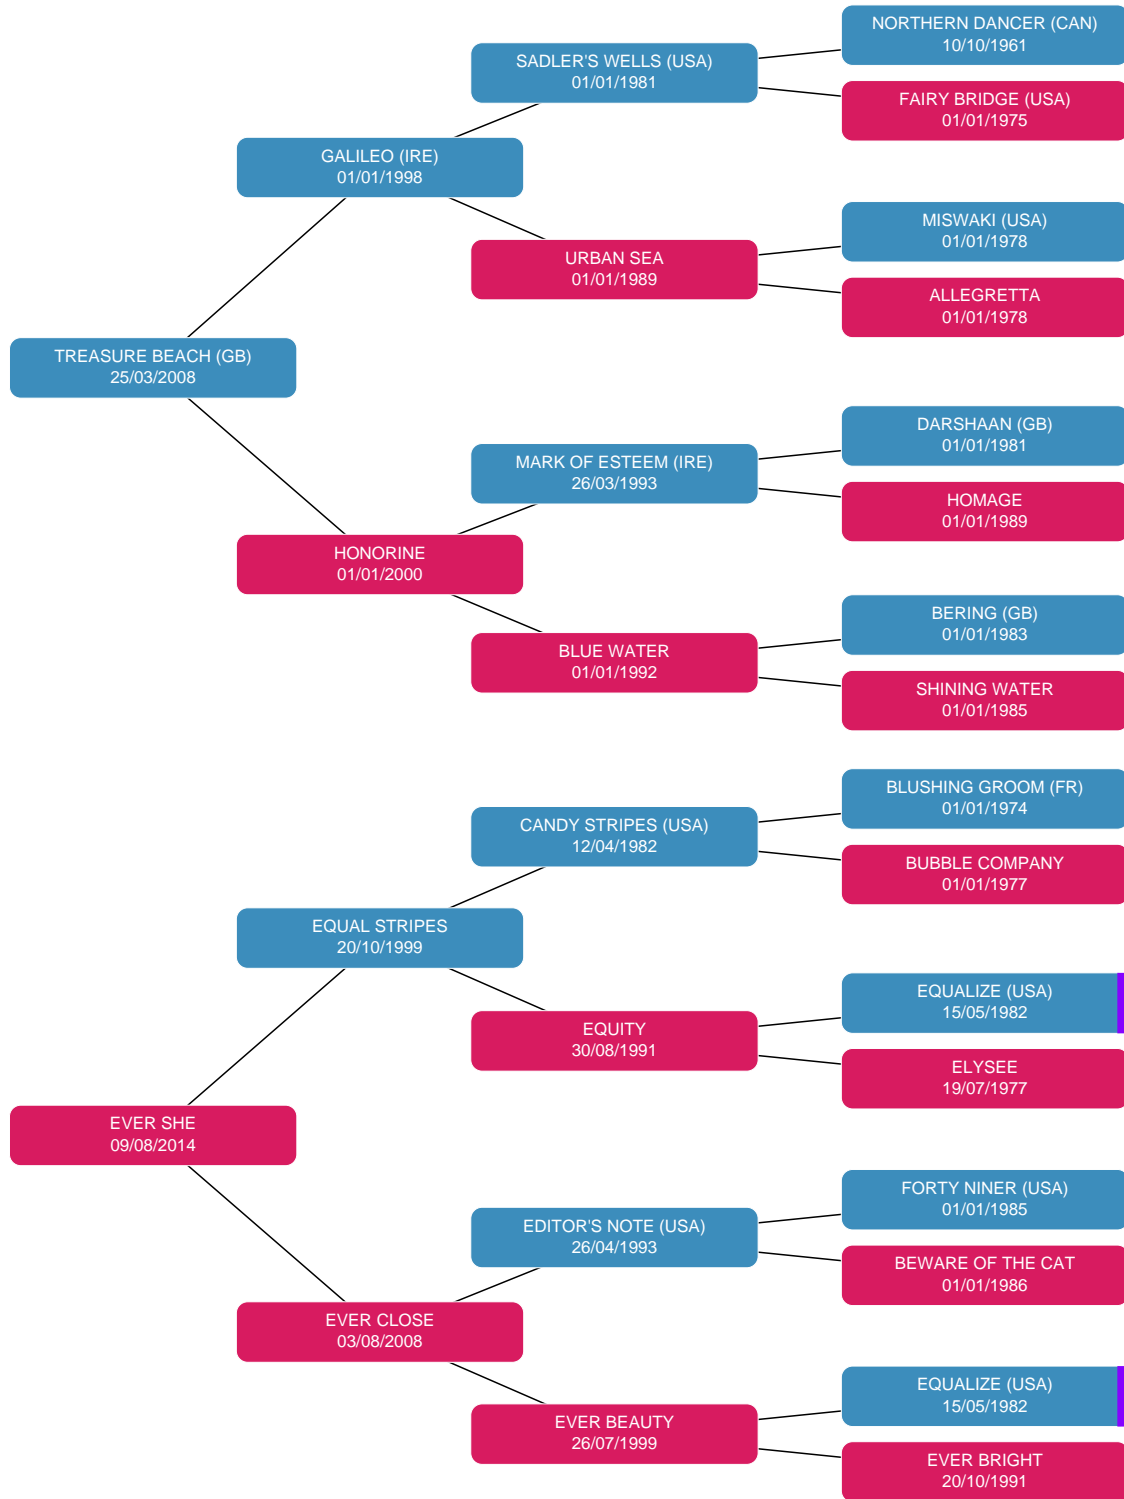 NORTHERN DANCER (CAN)
10/10/1961
SADLER'S WELLS (USA)
01/01/1981
FAIRY BRIDGE (USA)
01/01/1975
GALILEO (IRE)
01/01/1998
MISWAKI (USA)
01/01/1978
URBAN SEA
01/01/1989
ALLEGRETTA
01/01/1978
TREASURE BEACH (GB)
25/03/2008
DARSHAAN (GB)
01/01/1981
MARK OF ESTEEM (IRE)
26/03/1993
HOMAGE
01/01/1989
HONORINE
01/01/2000
BERING (GB)
01/01/1983
BLUE WATER
01/01/1992
SHINING WATER
01/01/1985
BLUSHING GROOM (FR)
01/01/1974
CANDY STRIPES (USA)
12/04/1982
BUBBLE COMPANY
01/01/1977
EQUAL STRIPES
20/10/1999
EQUALIZE (USA)
15/05/1982
EQUITY
30/08/1991
ELYSEE
19/07/1977
EVER SHE
09/08/2014
FORTY NINER (USA)
01/01/1985
EDITOR'S NOTE (USA)
26/04/1993
BEWARE OF THE CAT
01/01/1986
EVER CLOSE
03/08/2008
EQUALIZE (USA)
15/05/1982
EVER BEAUTY
26/07/1999
EVER BRIGHT
20/10/1991